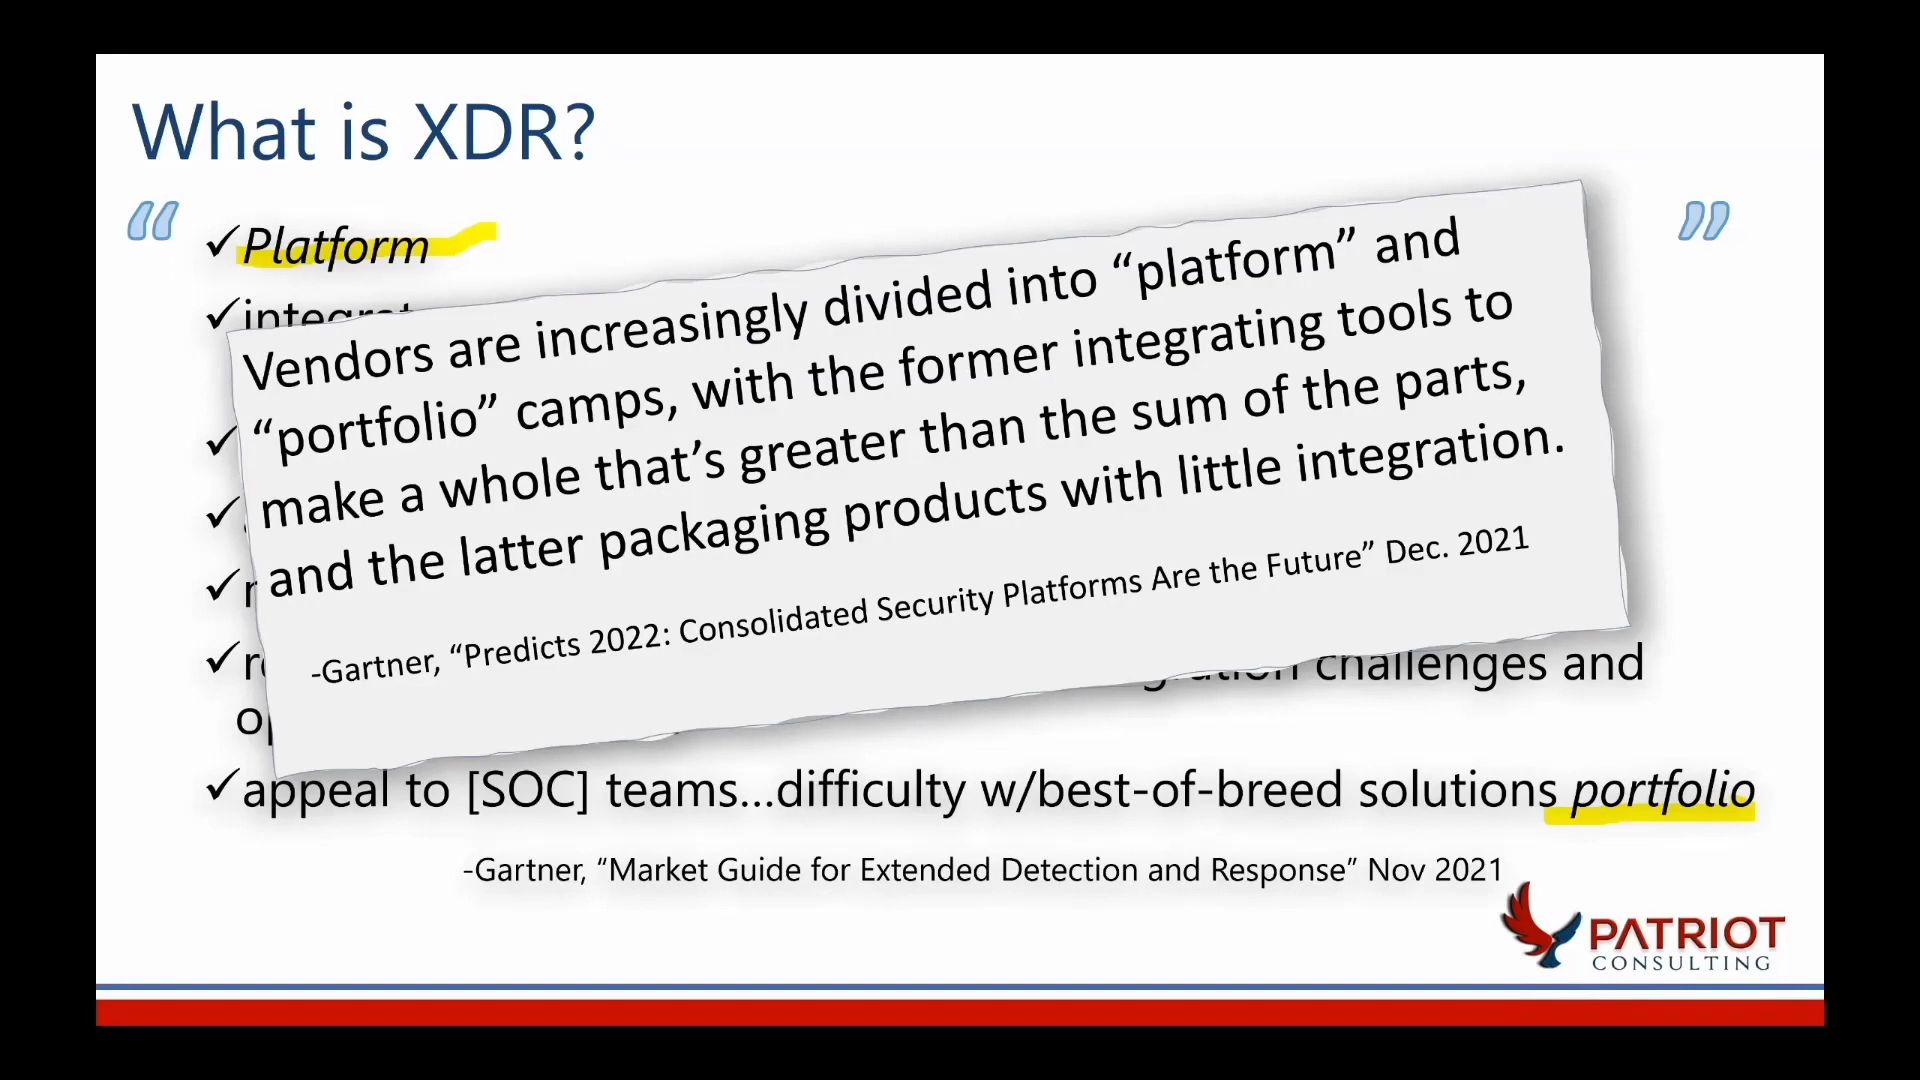 What is XDR?
“
”
✓Platform
Vendors are increasingly divided into “platform” and
“portfolio” camps, with the former integrating tools to
make a whole that’s greater than the sum of the parts,
and the latter packaging products with little integration.
-Gartner, “Predicts 2022: Consolidated Security Platforms Are the Future” Dec. 2021
challenges and
✓appeal to [SOC] teams...difficulty w/best-of-breed solutions portfolio
-Gartner, “Market Guide for Extended Detection and Response” Nov 2021
PATRIOT
CONSULTING